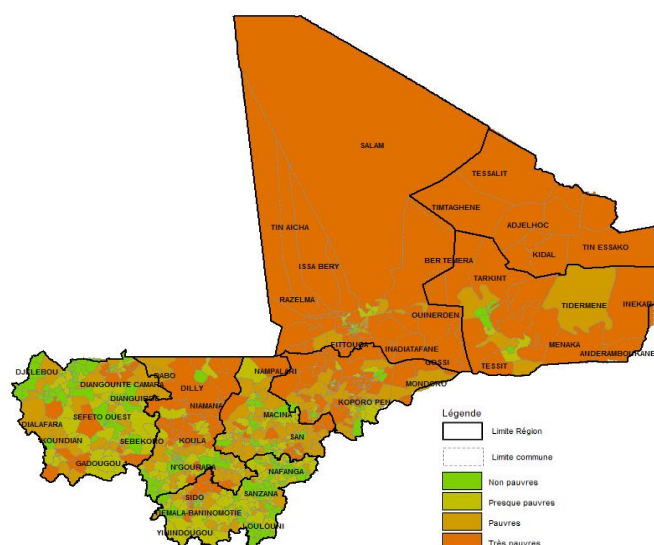 SALAM
TESSALIT
TIMTAGHENE
ADJELHOC
TIN AICHA
TIN ESSAKO
KIDAL
BER TEMERA
ISSA BERY
TARKINT
RAZELMA
TIDERMENE
INEKAR
OUINERDEN
FITTOUGA
INADIATAFANE
MENAKA
ANDERAMBOUKANE
GOSSI
TESSIT
DJELEBOU
NAMPALARI
DIANGOUNTE CAMARA
DILLY
MONDORO
DIANGUIRDE
NIAMANA
KOPORO PEN
SEFETO OUEST
MACINA
DIALAFARA
KOUNDIAN
SEBEKORO
KOULA
SAN
GADOUGOU
N'GOURABA
NAFANGA
SIDO
SANZANA
YIRINDOUGOU
LOULOUNI
Légende
Limite Région
Limite commune
Non pauvres
Presque pauvres
Pauvres
Très pauvres